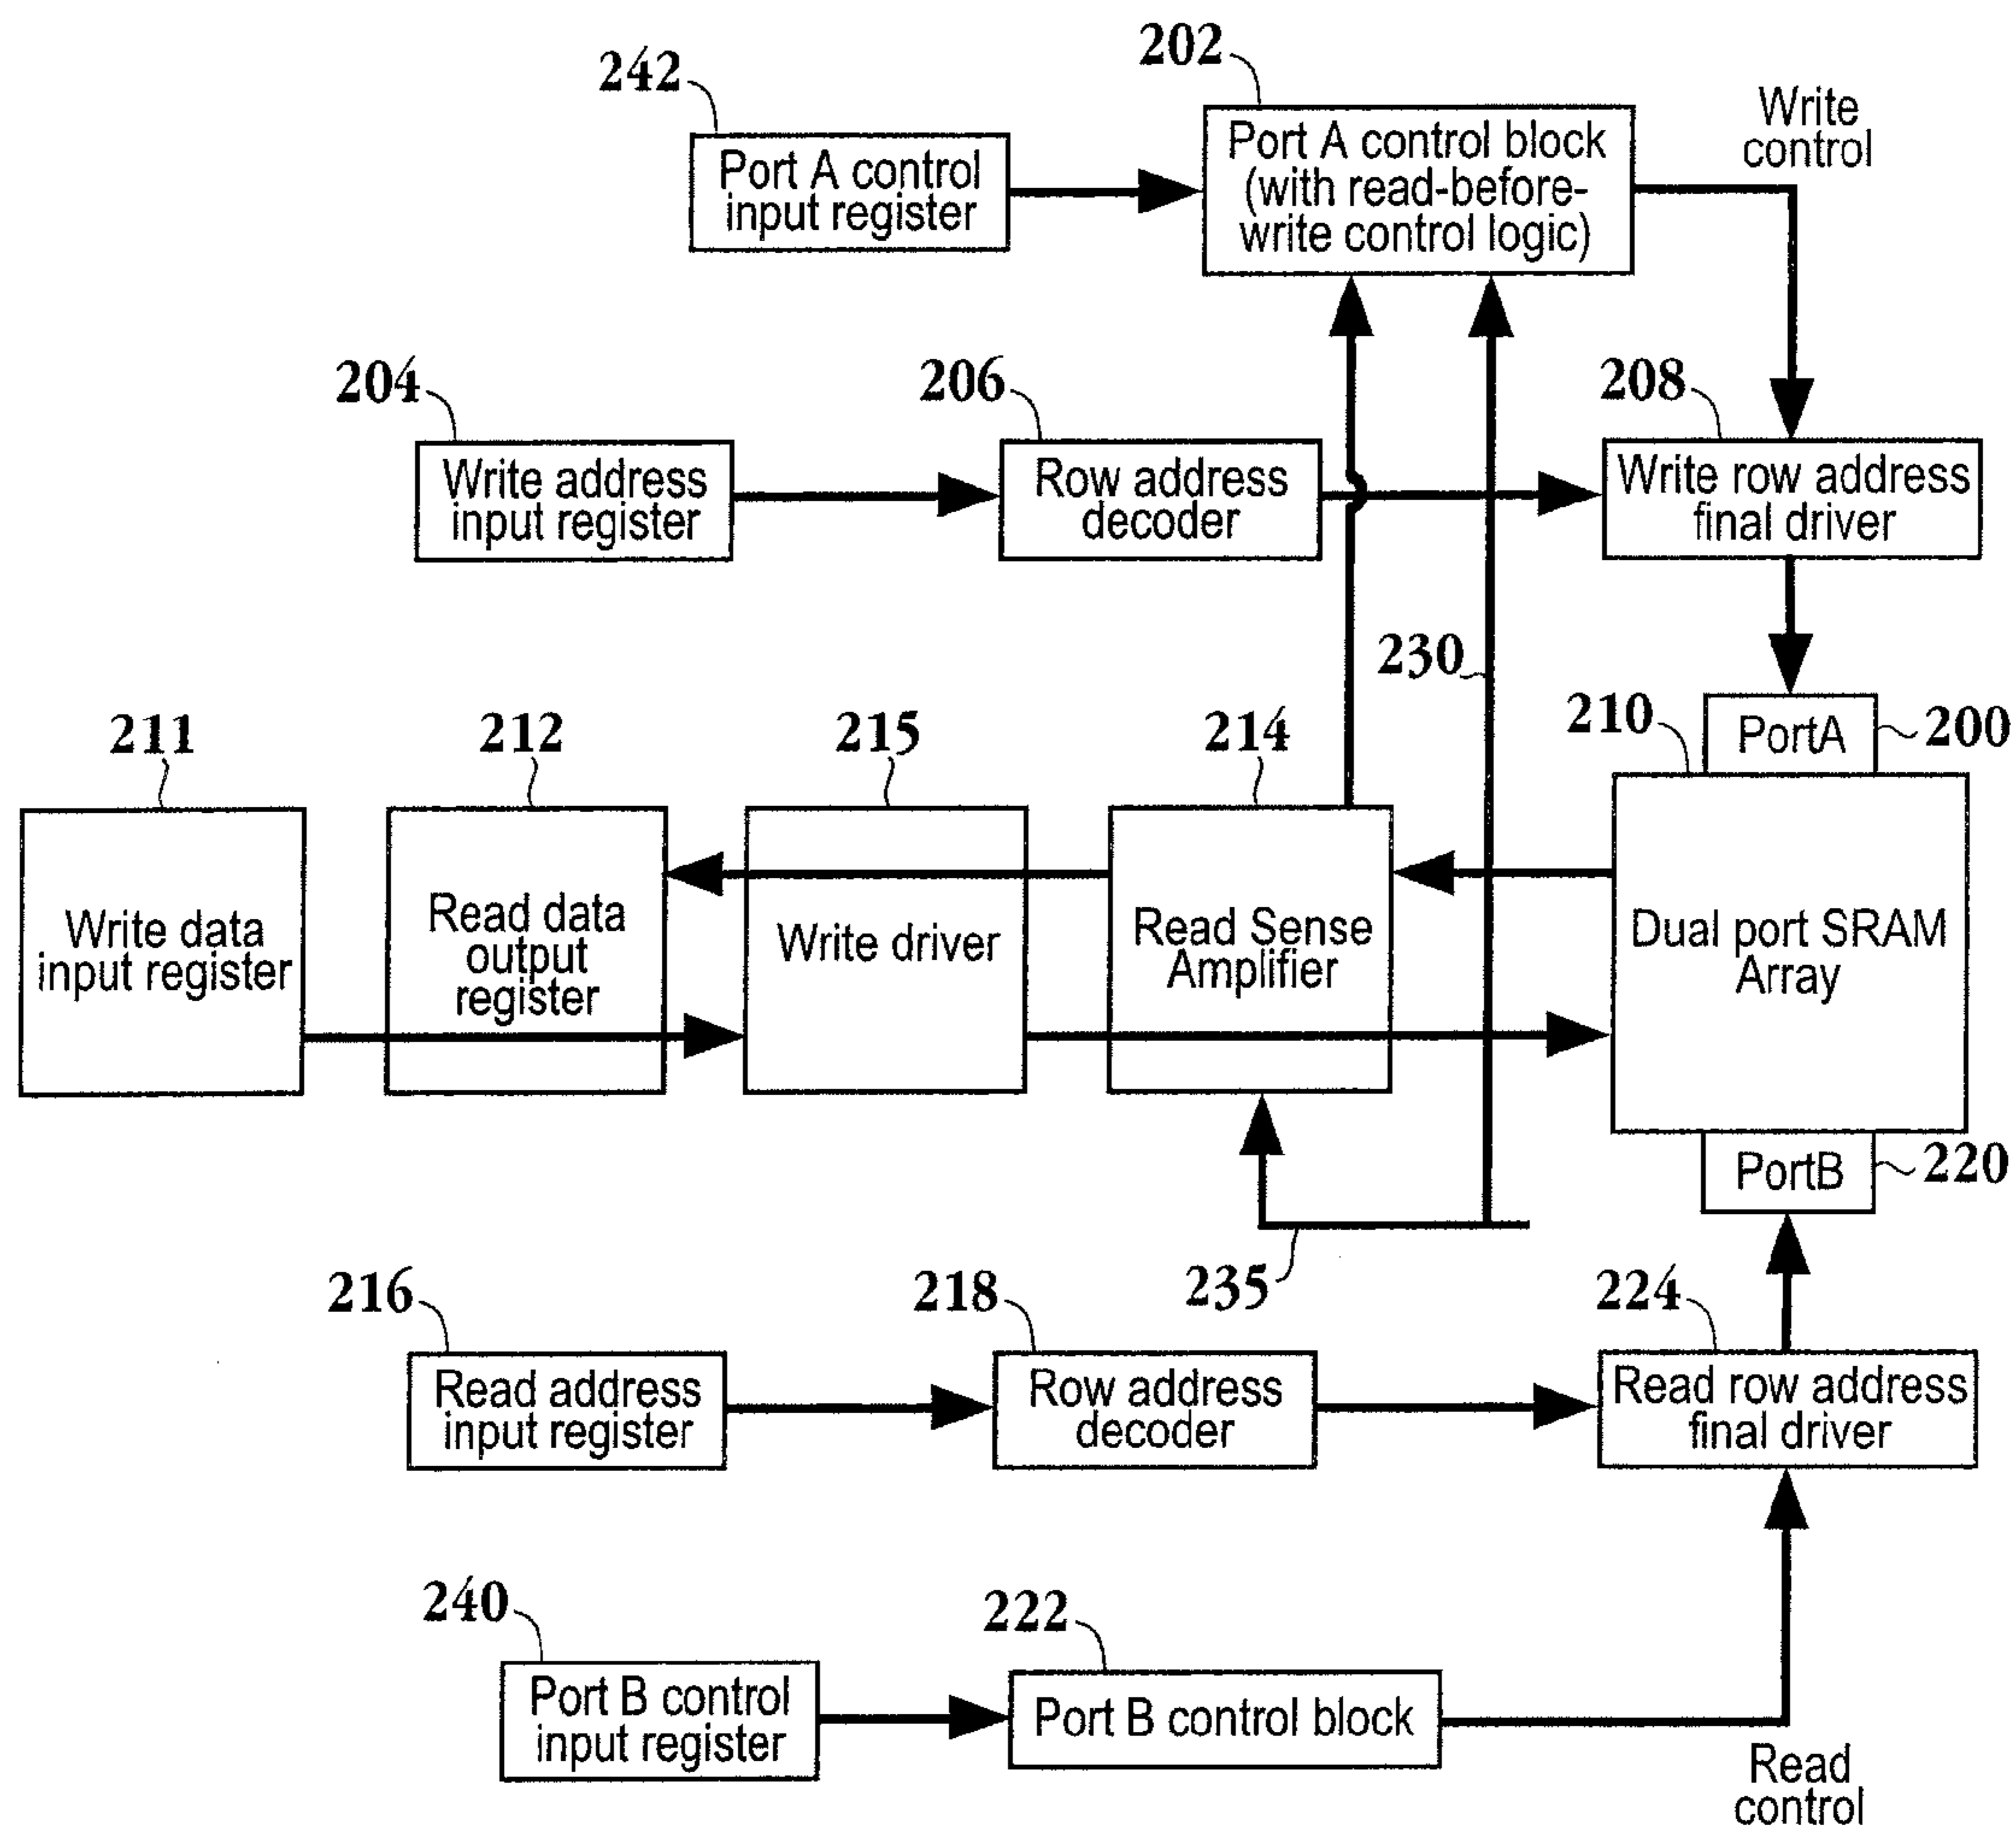 242
202
Port A control
input register
Port A control block
(with read-before-
write control logic)
Write
control
204
206
208
Write address
input register
Row address
decoder
Write row address
final driver
230
211
212
215
214
210
PortA
200
Write data
input register
Read data
output
register
Write driver
Read Sense
Amplifier
Dual port SRAM
Array
PortB
220
235
216
218
224
Read address
input register
Row address
decoder
Read row address
final driver
240
222
Port B control
input register
Port B control block
Read
control